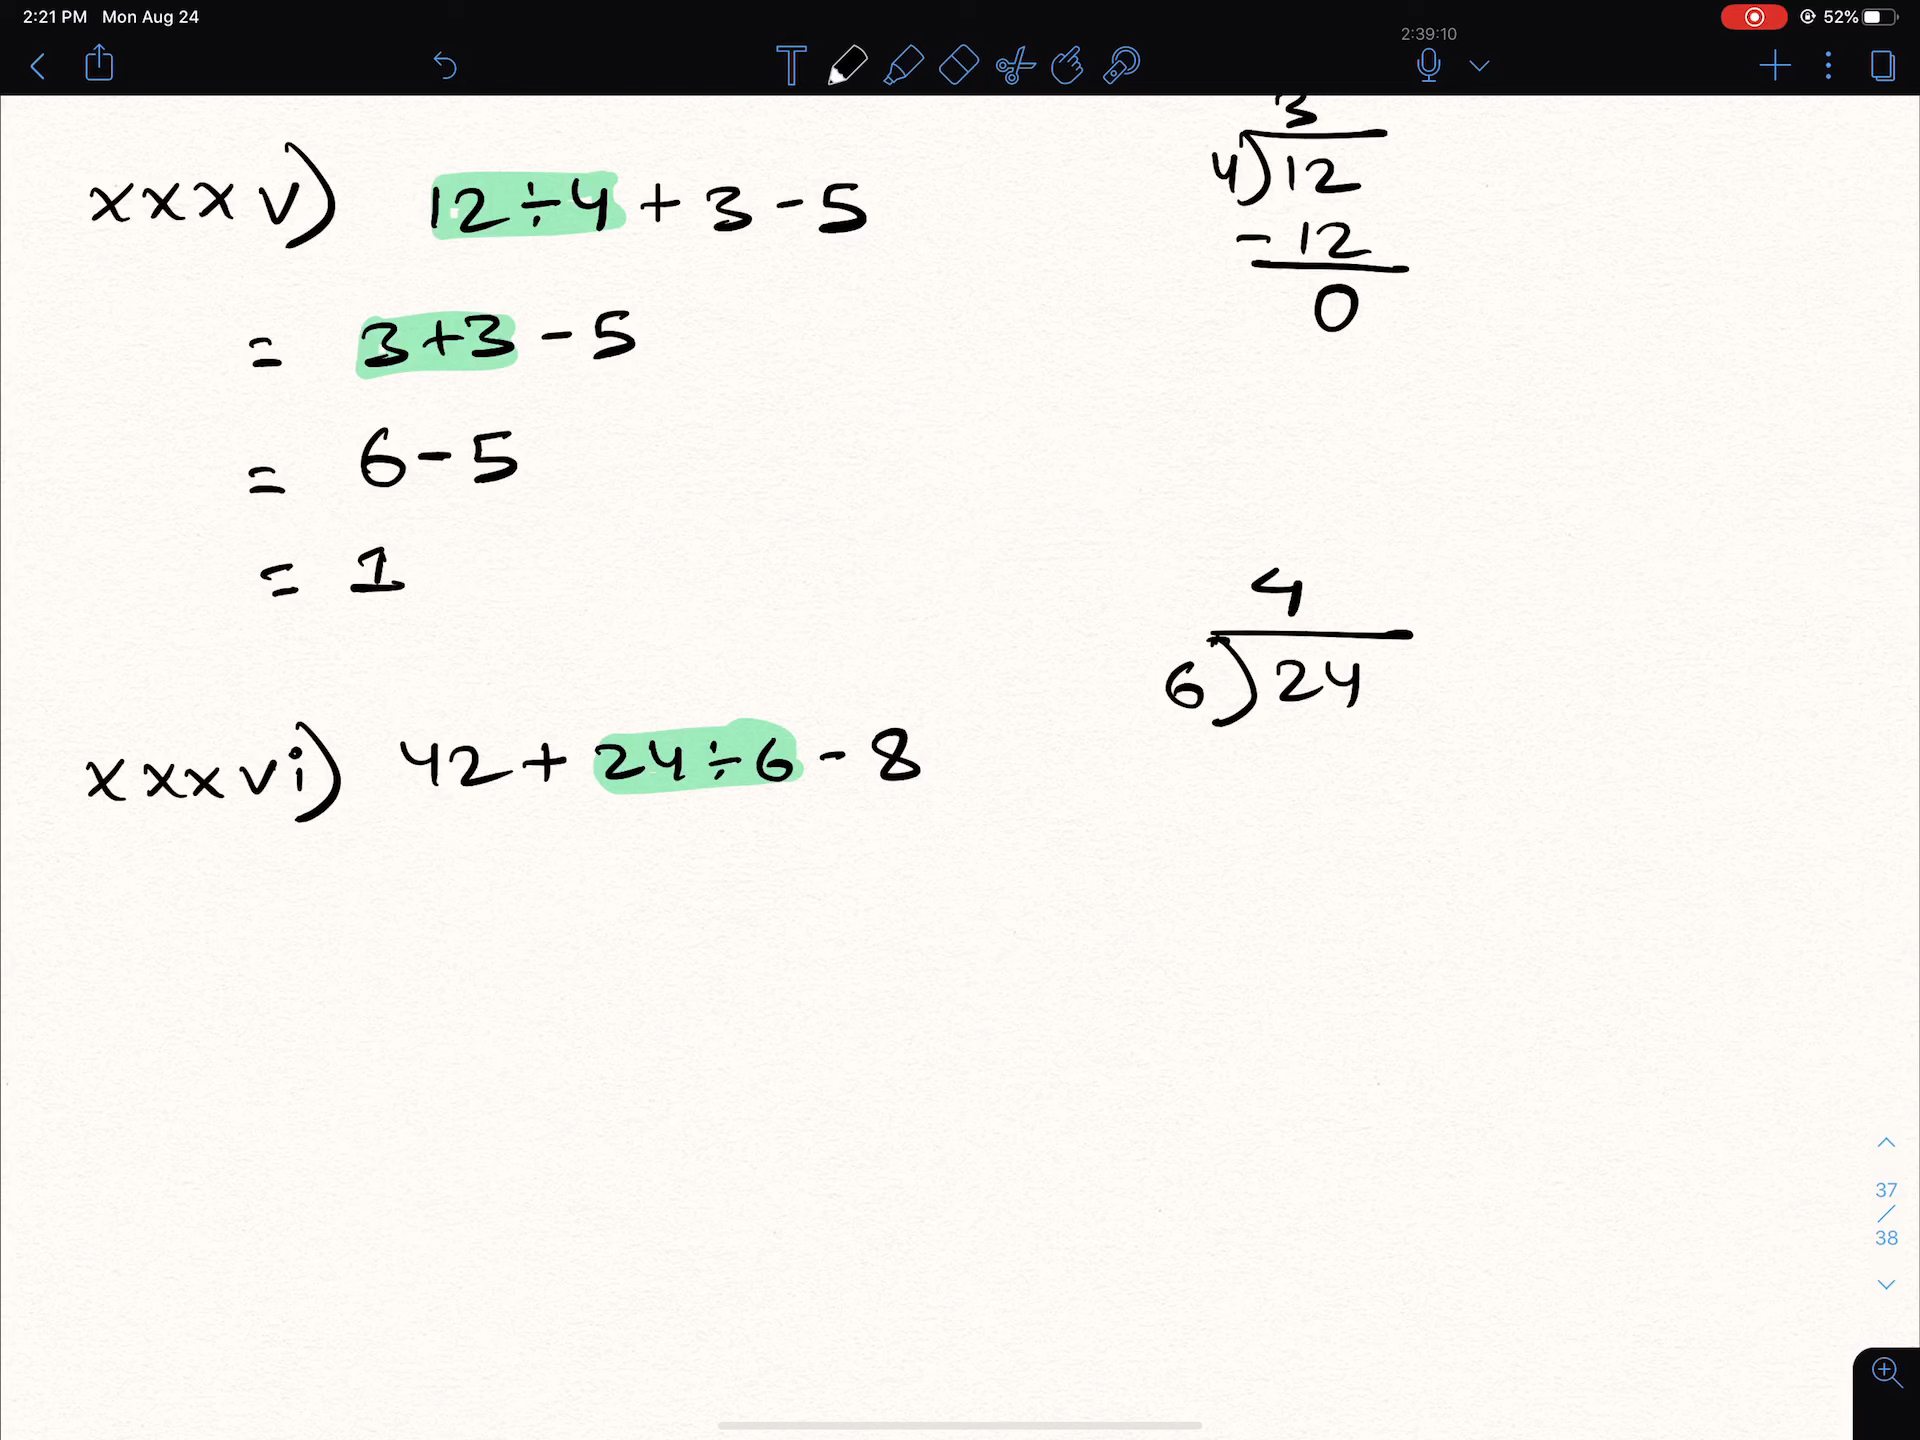 2:21 PM Mon Aug 24
52%
2:39:10
T
xxxv) 12÷4 + 3 - 5
= 3+3 - 5
= 6 - 5
= 1
3
4)12
- 12
0
4
6)24
xxxvi) 42 + 24÷6 - 8
37
/
38